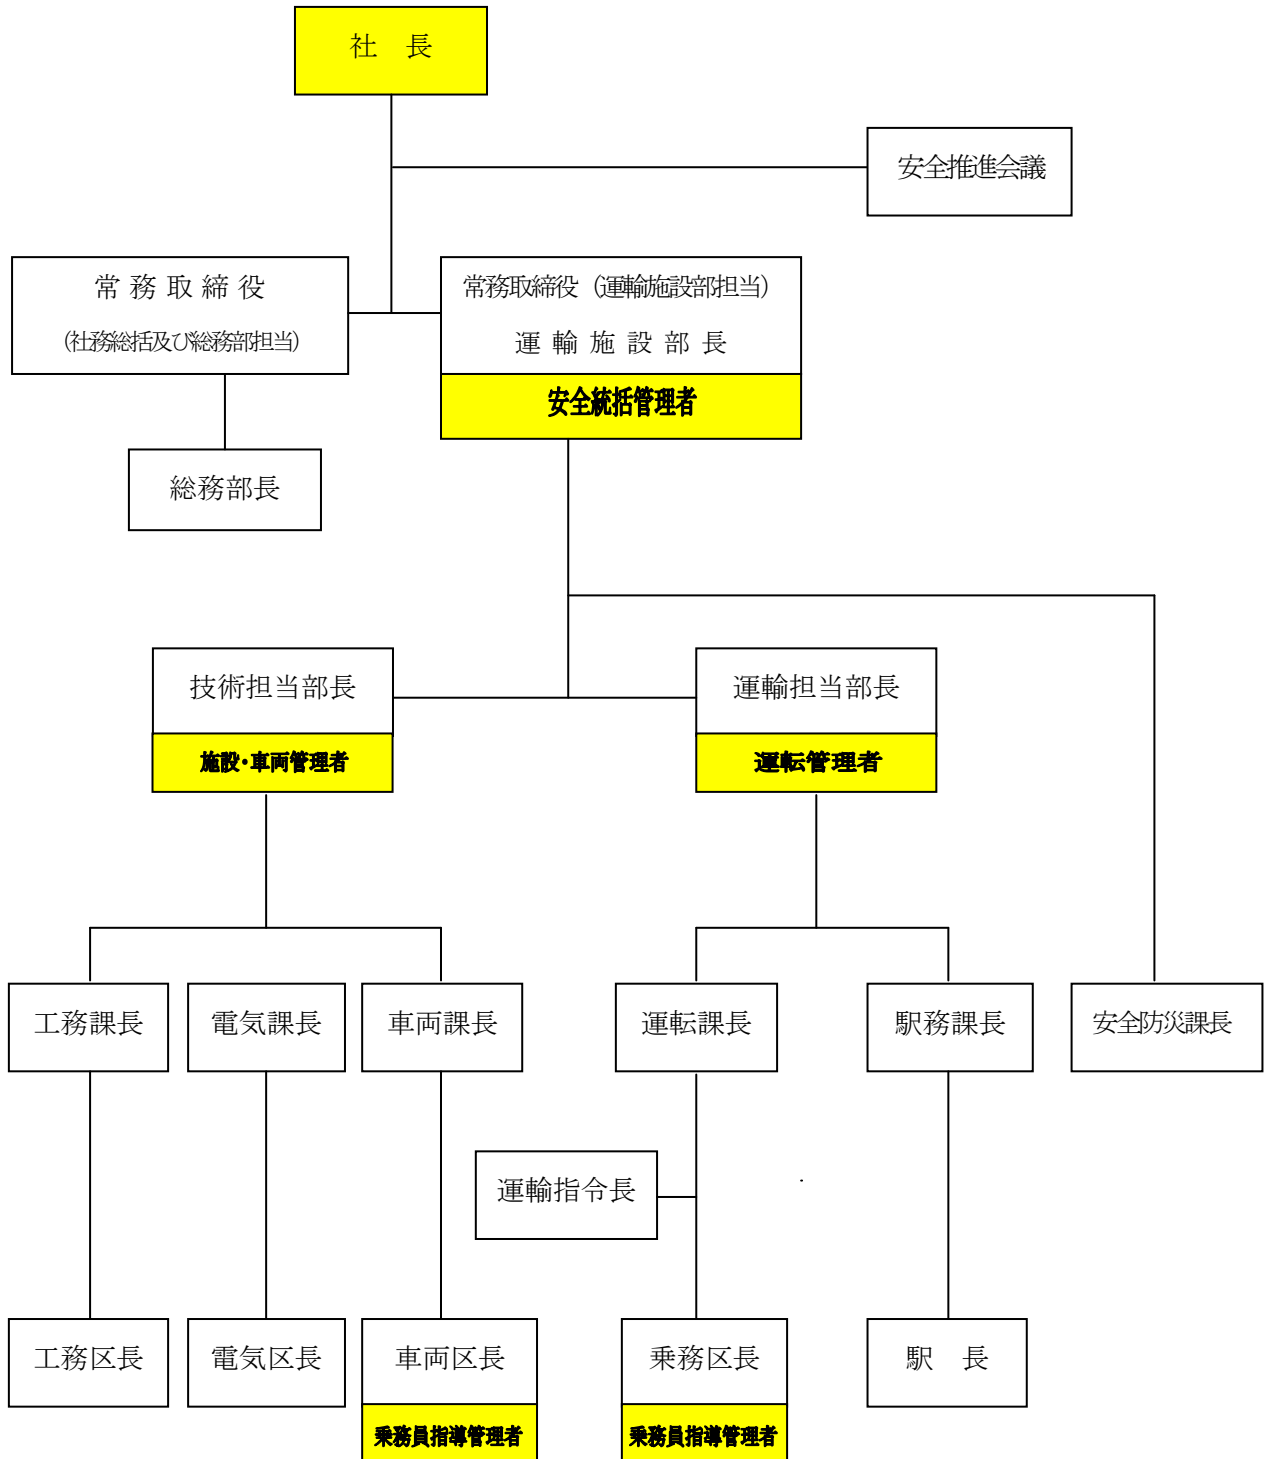 社　長
安全推進会議
常務取締役
（社務総括及び総務部担当）
常務取締役（運輸施設部担当）
運輸施設部長
安全統括管理者
総務部長
技術担当部長
施設・車両管理者
運輸担当部長
運転管理者
工務課長
電気課長
車両課長
運転課長
駅務課長
安全防災課長
運輸指令長
工務区長
電気区長
車両区長
乗務員指導管理者
乗務区長
乗務員指導管理者
駅　長